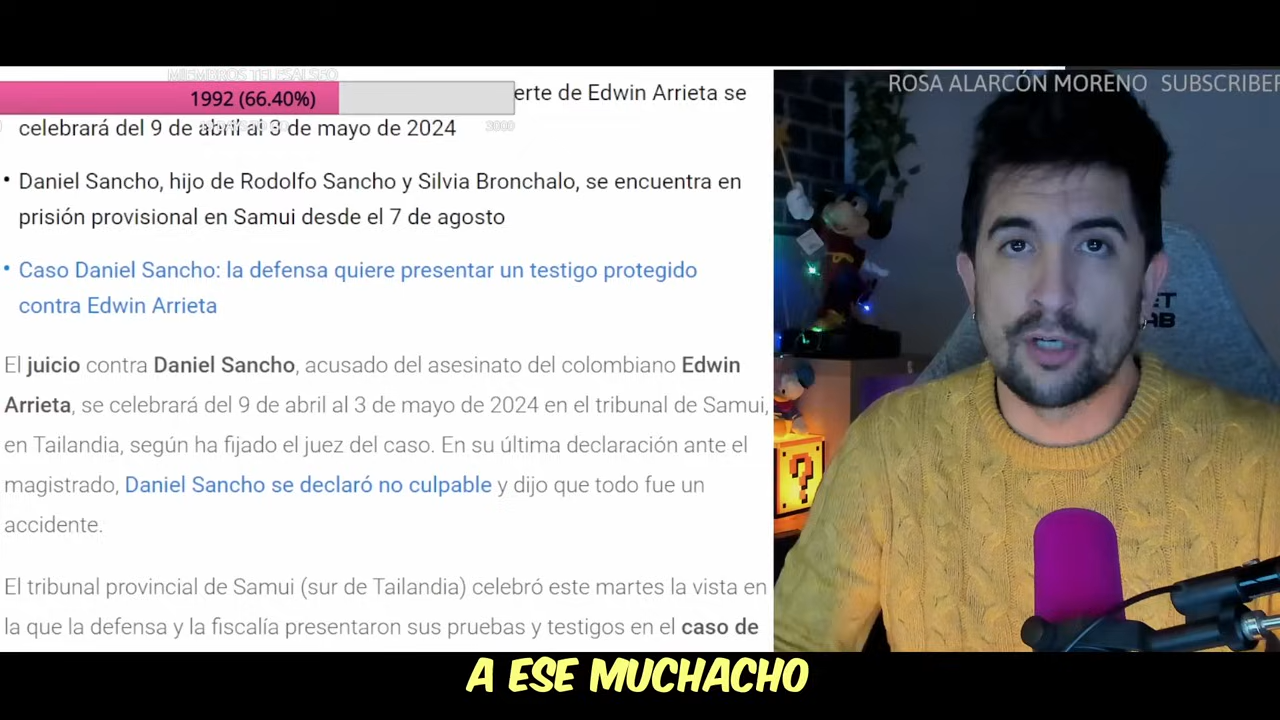 MIEMBROS TELESALSEO
1992 (66.40%)
3000
erte de Edwin Arrieta se
celebrará del 9 de abril al 3 de mayo de 2024
• Daniel Sancho, hijo de Rodolfo Sancho y Silvia Bronchalo, se encuentra en
prisión provisional en Samui desde el 7 de agosto
• Caso Daniel Sancho: la defensa quiere presentar un testigo protegido
contra Edwin Arrieta
El juicio contra Daniel Sancho, acusado del asesinato del colombiano Edwin
Arrieta, se celebrará del 9 de abril al 3 de mayo de 2024 en el tribunal de Samui,
en Tailandia, según ha fijado el juez del caso. En su última declaración ante el
magistrado, Daniel Sancho se declaró no culpable y dijo que todo fue un
accidente.
El tribunal provincial de Samui (sur de Tailandia) celebró este martes la vista en
la que la defensa y la fiscalía presentaron sus pruebas y testigos en el caso de
ROSA ALARCÓN MORENO SUBSCRIBER
?
A ESE MUCHACHO